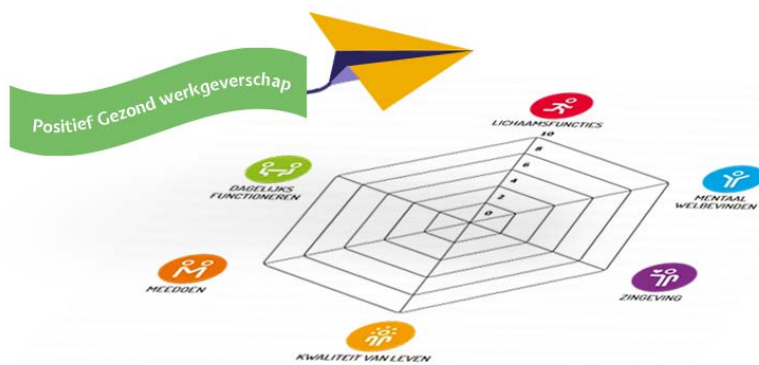 Positief Gezond werkgeverschap
LICHAAMSFUNCTIES
10
8
6
4
2
0
MENTAAL
WELBEVINDEN
ZINGEVING
KWALITEIT VAN LEVEN
MEEDOEN
DAGELIJKS
FUNCTIONEREN